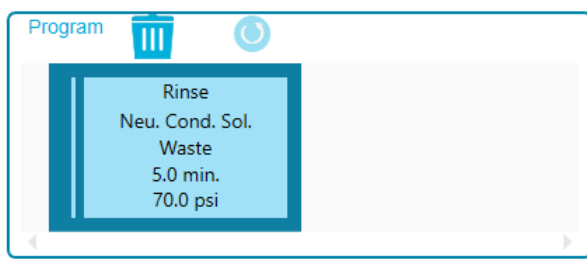 Program
Rinse
Neu. Cond. Sol.
Waste
5.0 min.
70.0 psi